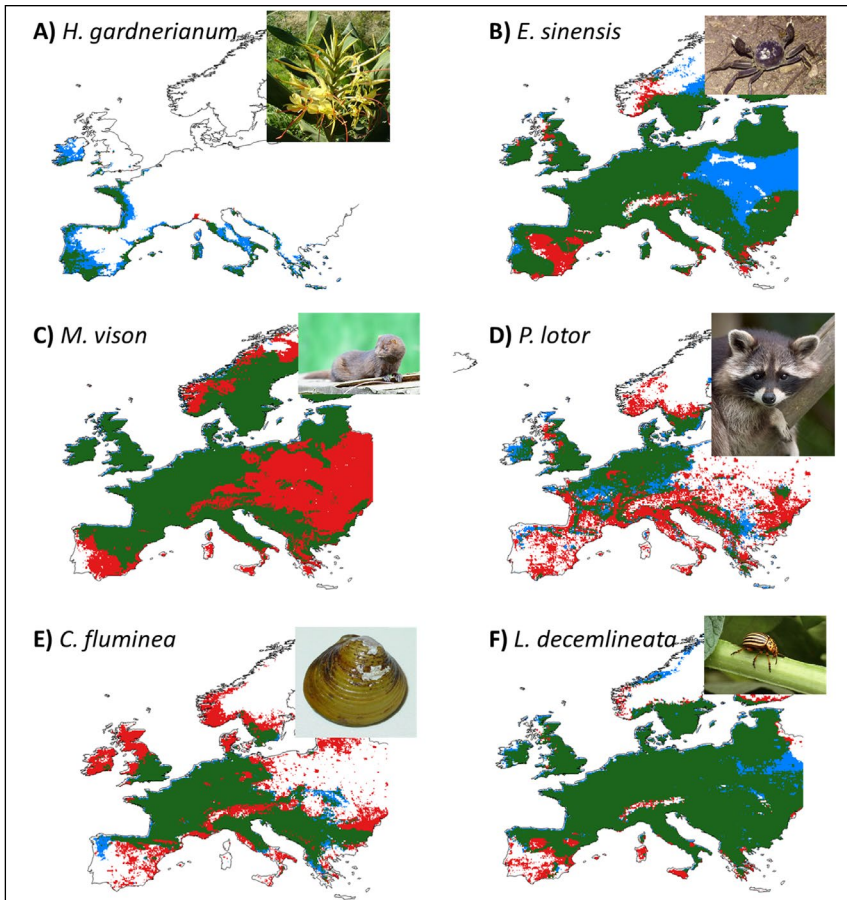 A) H. gardnerianum
B) E. sinensis
C) M. vison
D) P. lotor
E) C. fluminea
F) L. decemlineata